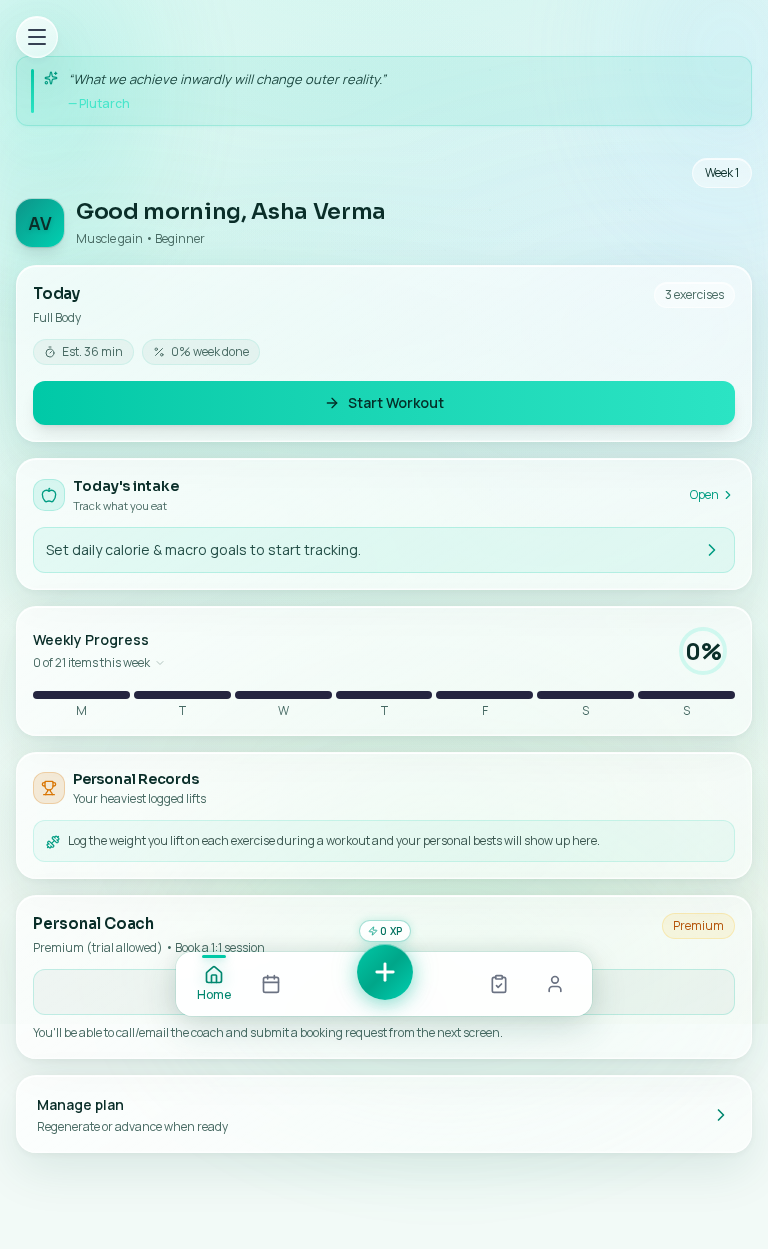 "What we achieve inwardly will change outer reality."
— Plutarch
Week 1
AV
Good morning, Asha Verma
Muscle gain • Beginner
Today
3 exercises
Full Body
Est. 36 min
0% week done
Start Workout
Today's intake
Track what you eat
Open
Set daily calorie & macro goals to start tracking.
Weekly Progress
0 of 21 items this week
0%
M T W T F S S
Personal Records
Your heaviest logged lifts
Log the weight you lift on each exercise during a workout and your personal bests will show up here.
Personal Coach
Premium
Premium (trial allowed) • Book a 1:1 session
0 XP
Home
You'll be able to call/email the coach and submit a booking request from the next screen.
Manage plan
Regenerate or advance when ready